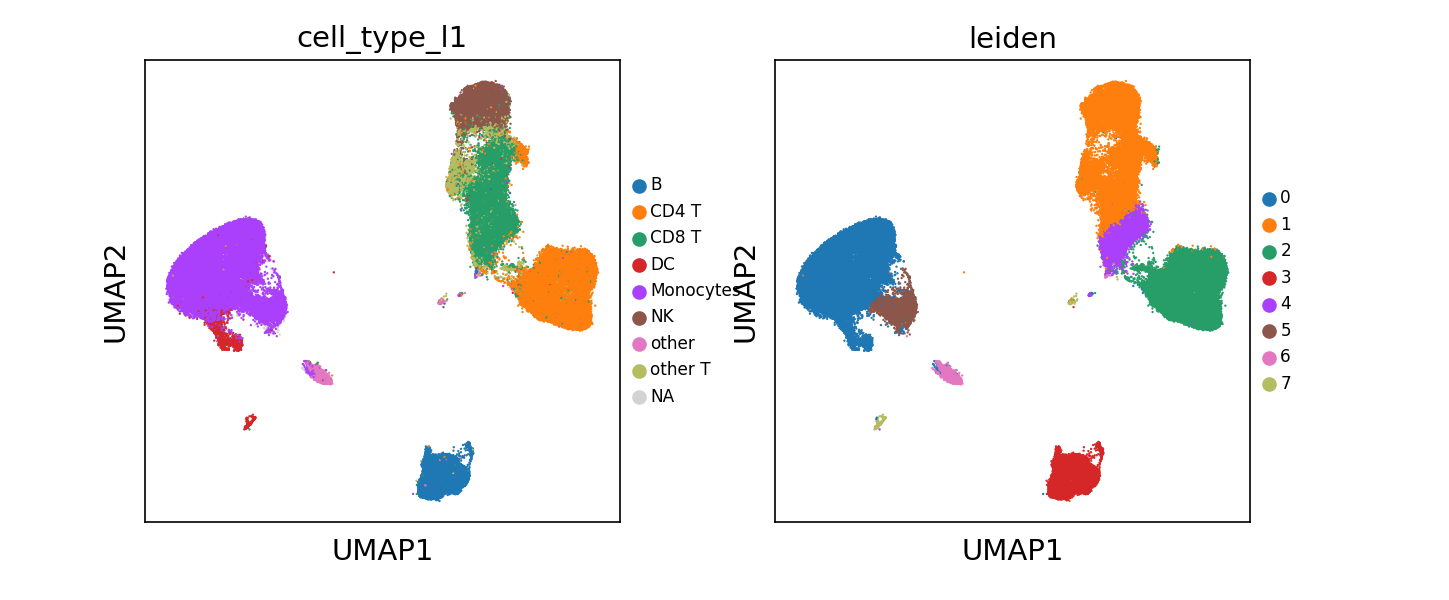 cell_type_l1
UMAP2
B
CD4 T
CD8 T
DC
Monocytes
NK
other
other T
NA
UMAP1
leiden
UMAP2
0
1
2
3
4
5
6
7
UMAP1